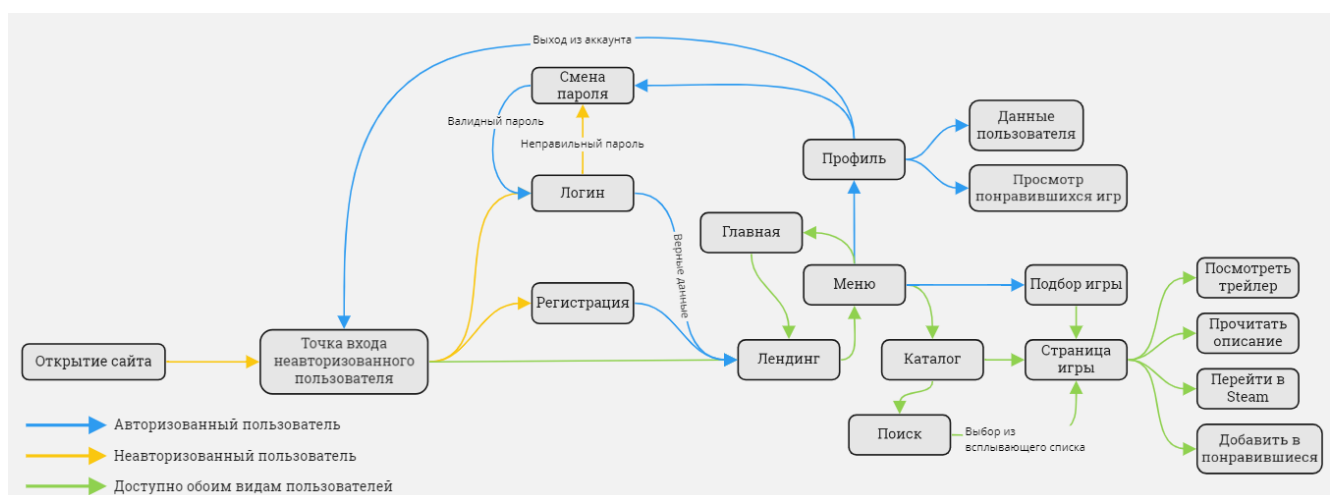 Выход из аккаунта
Смена
пароля
Валидный пароль
Неправильный пароль
Логин
Верные данные
Регистрация
Открытие сайта
Точка входа
неавторизованного
пользователя
Главная
Меню
Лендинг
Профиль
Данные
пользователя
Просмотр
понравившихся игр
Подбор игры
Каталог
Страница
игры
Поиск
Выбор из
всплывающего списка
Посмотреть
трейлер
Прочитать
описание
Перейти в
Steam
Добавить в
понравившиеся
Авторизованный пользователь
Неавторизованный пользователь
Доступно обоим видам пользователей